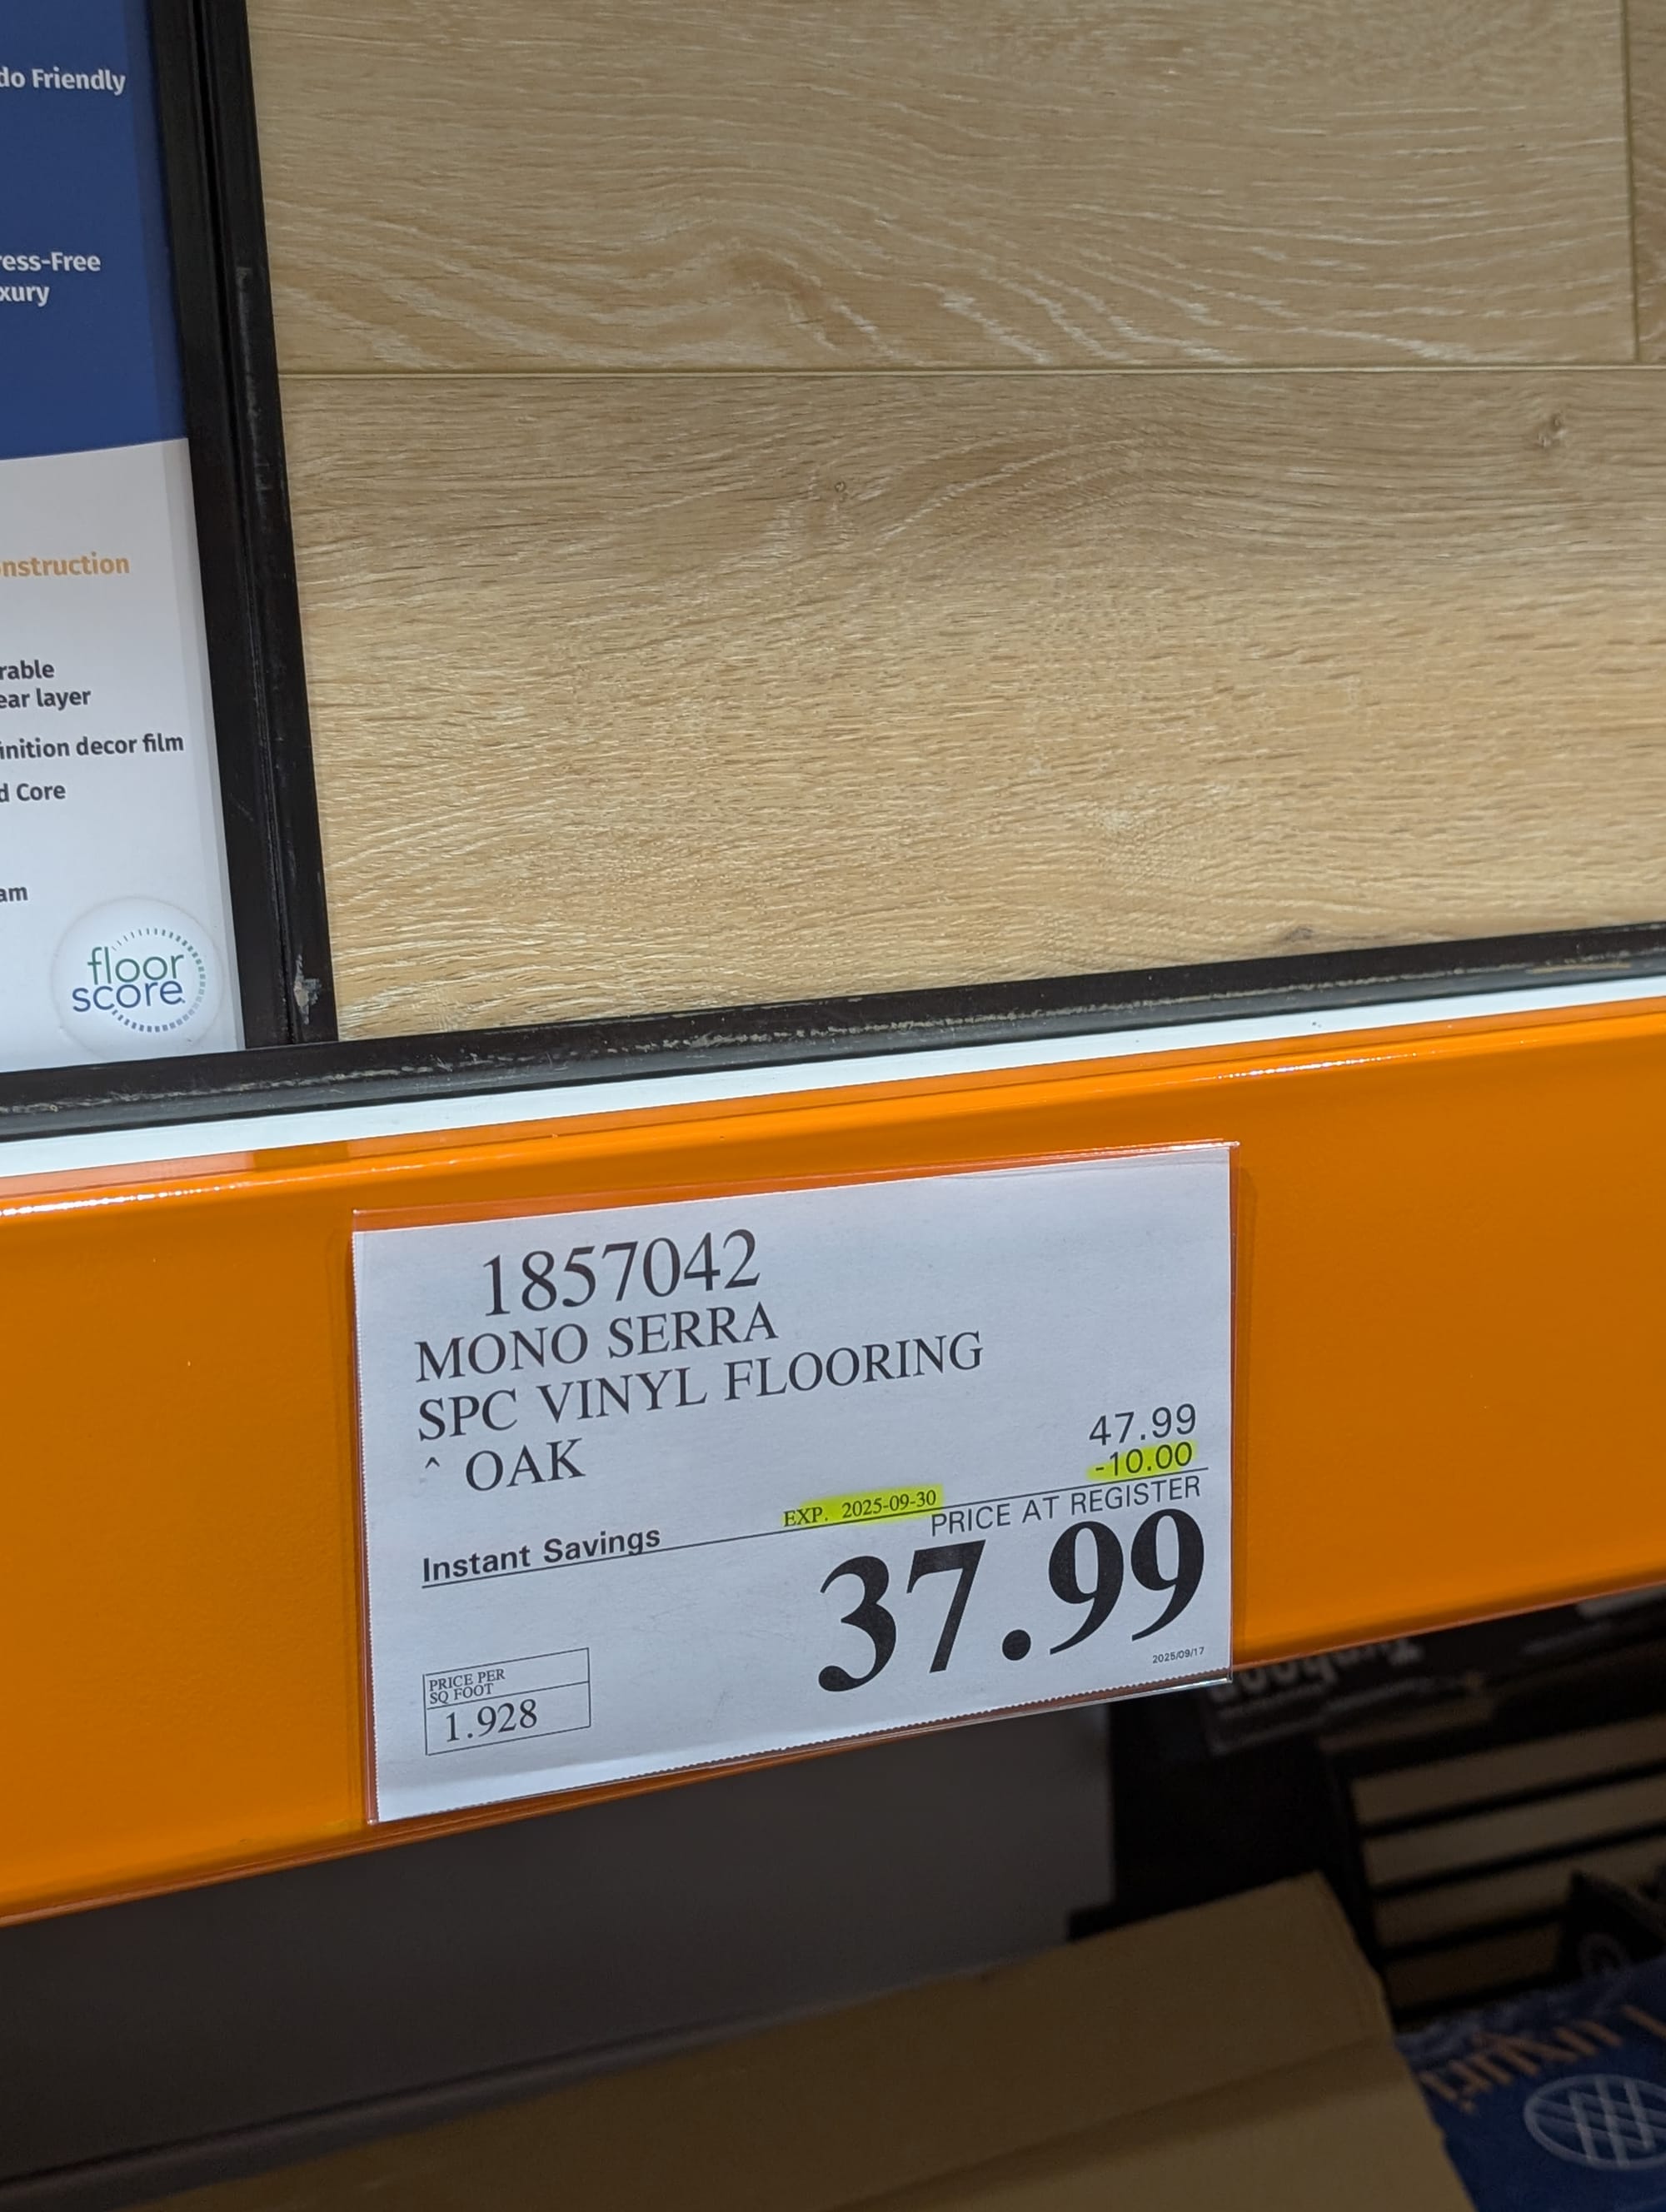 do Friendly
ress-Free
xury
nstruction
rable
ear layer
inition decor film
d Core
am
floor
score
1857042
MONO SERRA
SPC VINYL FLOORING
^ OAK
47.99
-10.00
EXP. 2025-09-30
PRICE AT REGISTER
Instant Savings
37.99
2025/09/17
PRICE PER
SQ FOOT
1.928